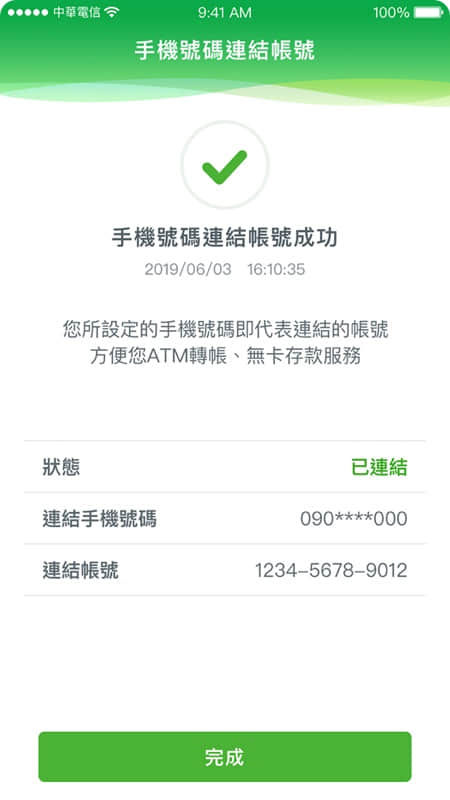 中華電信 9:41 AM 100%
手機號碼連結帳號
手機號碼連結帳號成功
2019/06/03 16:10:35
您所設定的手機號碼即代表連結的帳號
方便您ATM轉帳、無卡存款服務
狀態 已連結
連結手機號碼 090****000
連結帳號 1234–5678–9012
完成